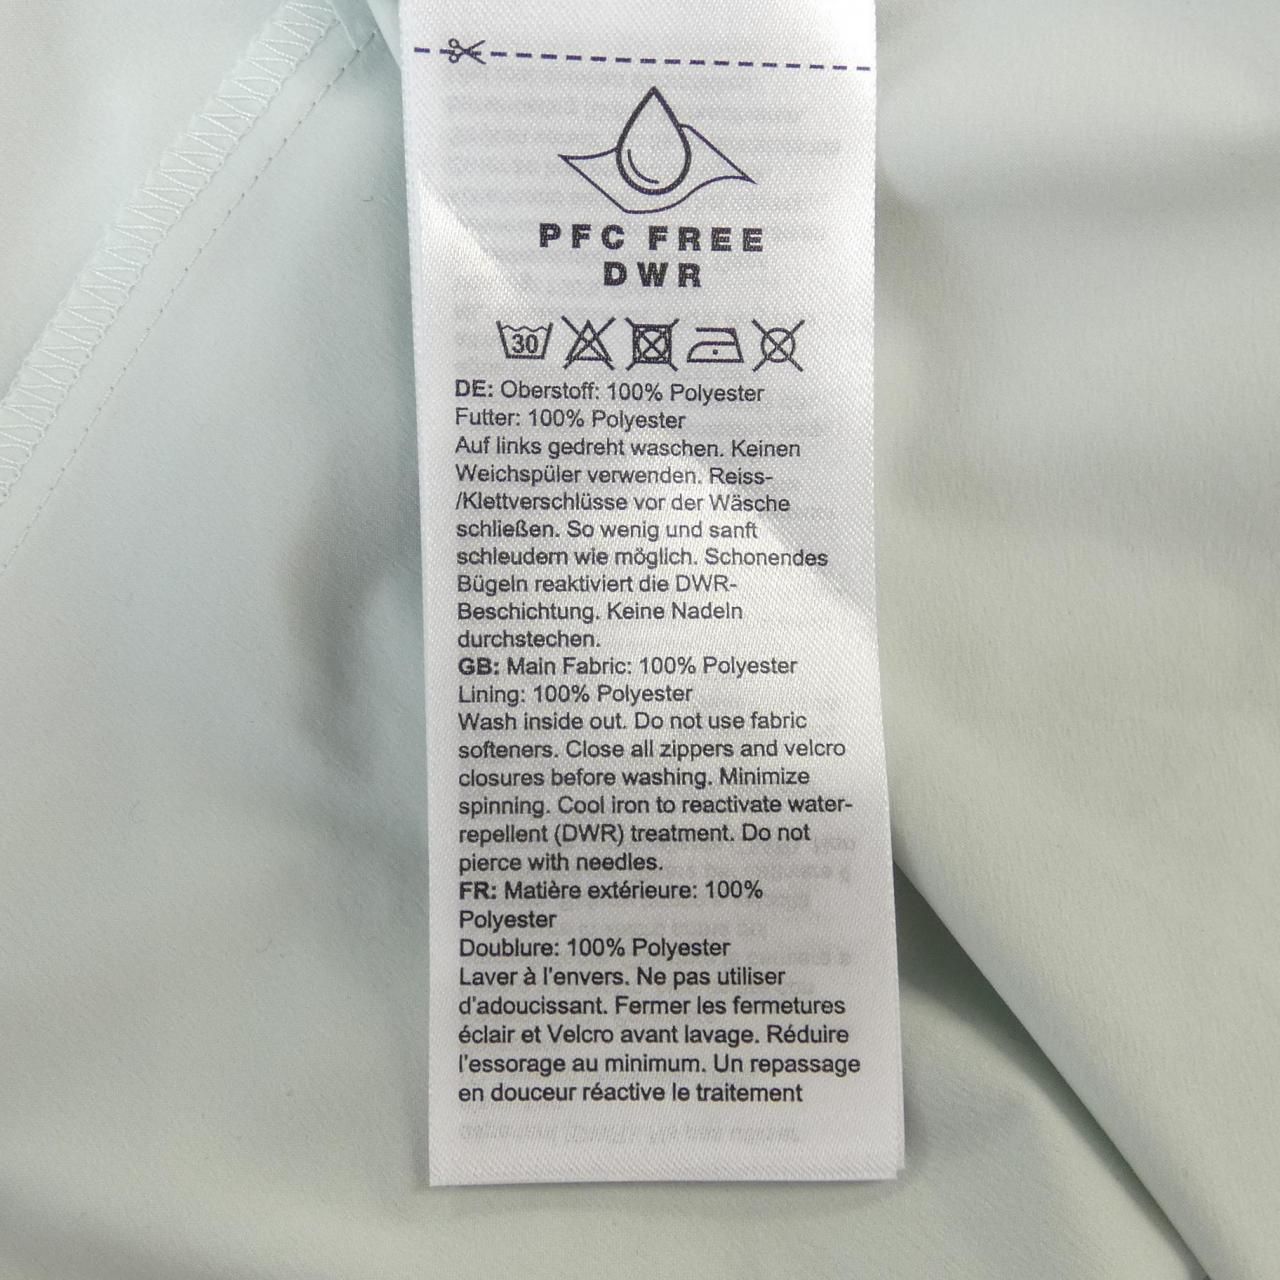 PFC FREE
DWR
30
DE: Oberstoff: 100% Polyester
Futter: 100% Polyester
Auf links gedreht waschen. Keinen
Weichspüler verwenden. Reiss-
/Klettverschlüsse vor der Wäsche
schließen. So wenig und sanft
schleudern wie möglich. Schonendes
Bügeln reaktiviert die DWR-
Beschichtung. Keine Nadeln
durchstechen.
GB: Main Fabric: 100% Polyester
Lining: 100% Polyester
Wash inside out. Do not use fabric
softeners. Close all zippers and velcro
closures before washing. Minimize
spinning. Cool iron to reactivate water-
repellent (DWR) treatment. Do not
pierce with needles.
FR: Matière extérieure: 100%
Polyester
Doublure: 100% Polyester
Laver à l'envers. Ne pas utiliser
d'adoucissant. Fermer les fermetures
éclair et Velcro avant lavage. Réduire
l'essorage au minimum. Un repassage
en douceur réactive le traitement